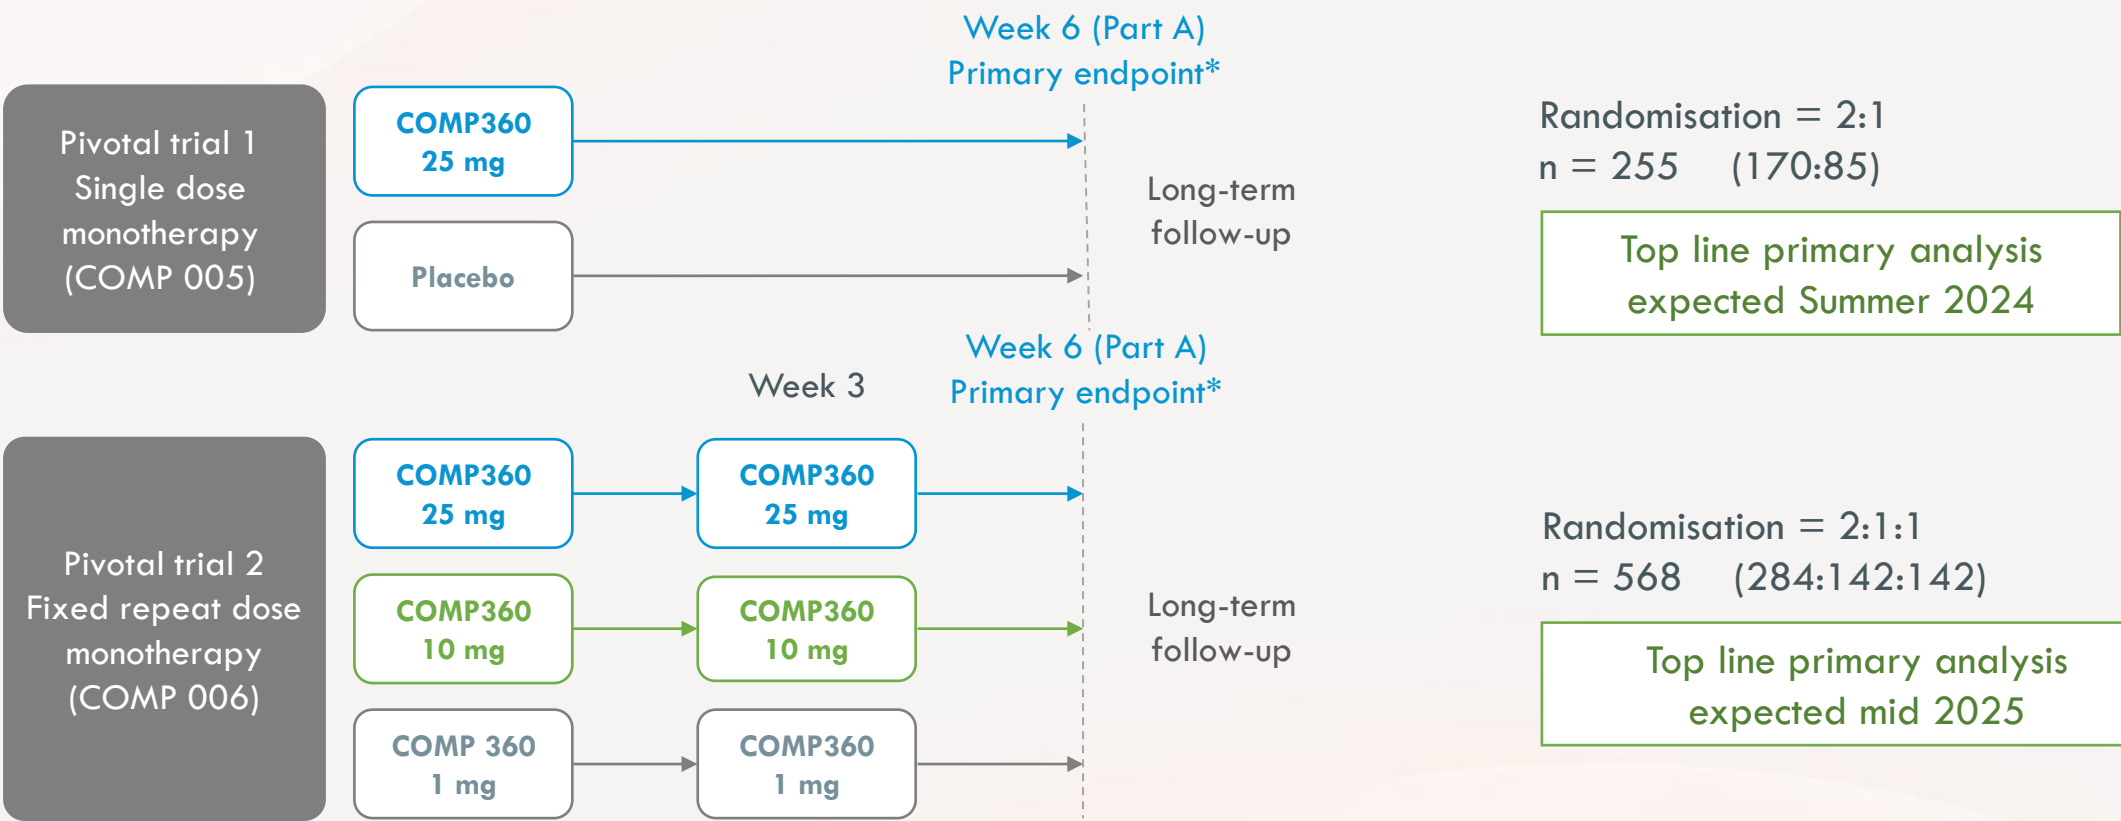 Week 6 (Part A)
Primary endpoint*
Pivotal trial 1
Single dose
monotherapy
(COMP 005)
COMP360
25 mg
Placebo
Long-term
follow-up
Randomisation = 2:1
n = 255 (170:85)
Top line primary analysis
expected Summer 2024
Week 3
Week 6 (Part A)
Primary endpoint*
Pivotal trial 2
Fixed repeat dose
monotherapy
(COMP 006)
COMP360
25 mg
COMP360
25 mg
COMP360
10 mg
COMP360
10 mg
COMP 360
1 mg
COMP360
1 mg
Long-term
follow-up
Randomisation = 2:1:1
n = 568 (284:142:142)
Top line primary analysis
expected mid 2025